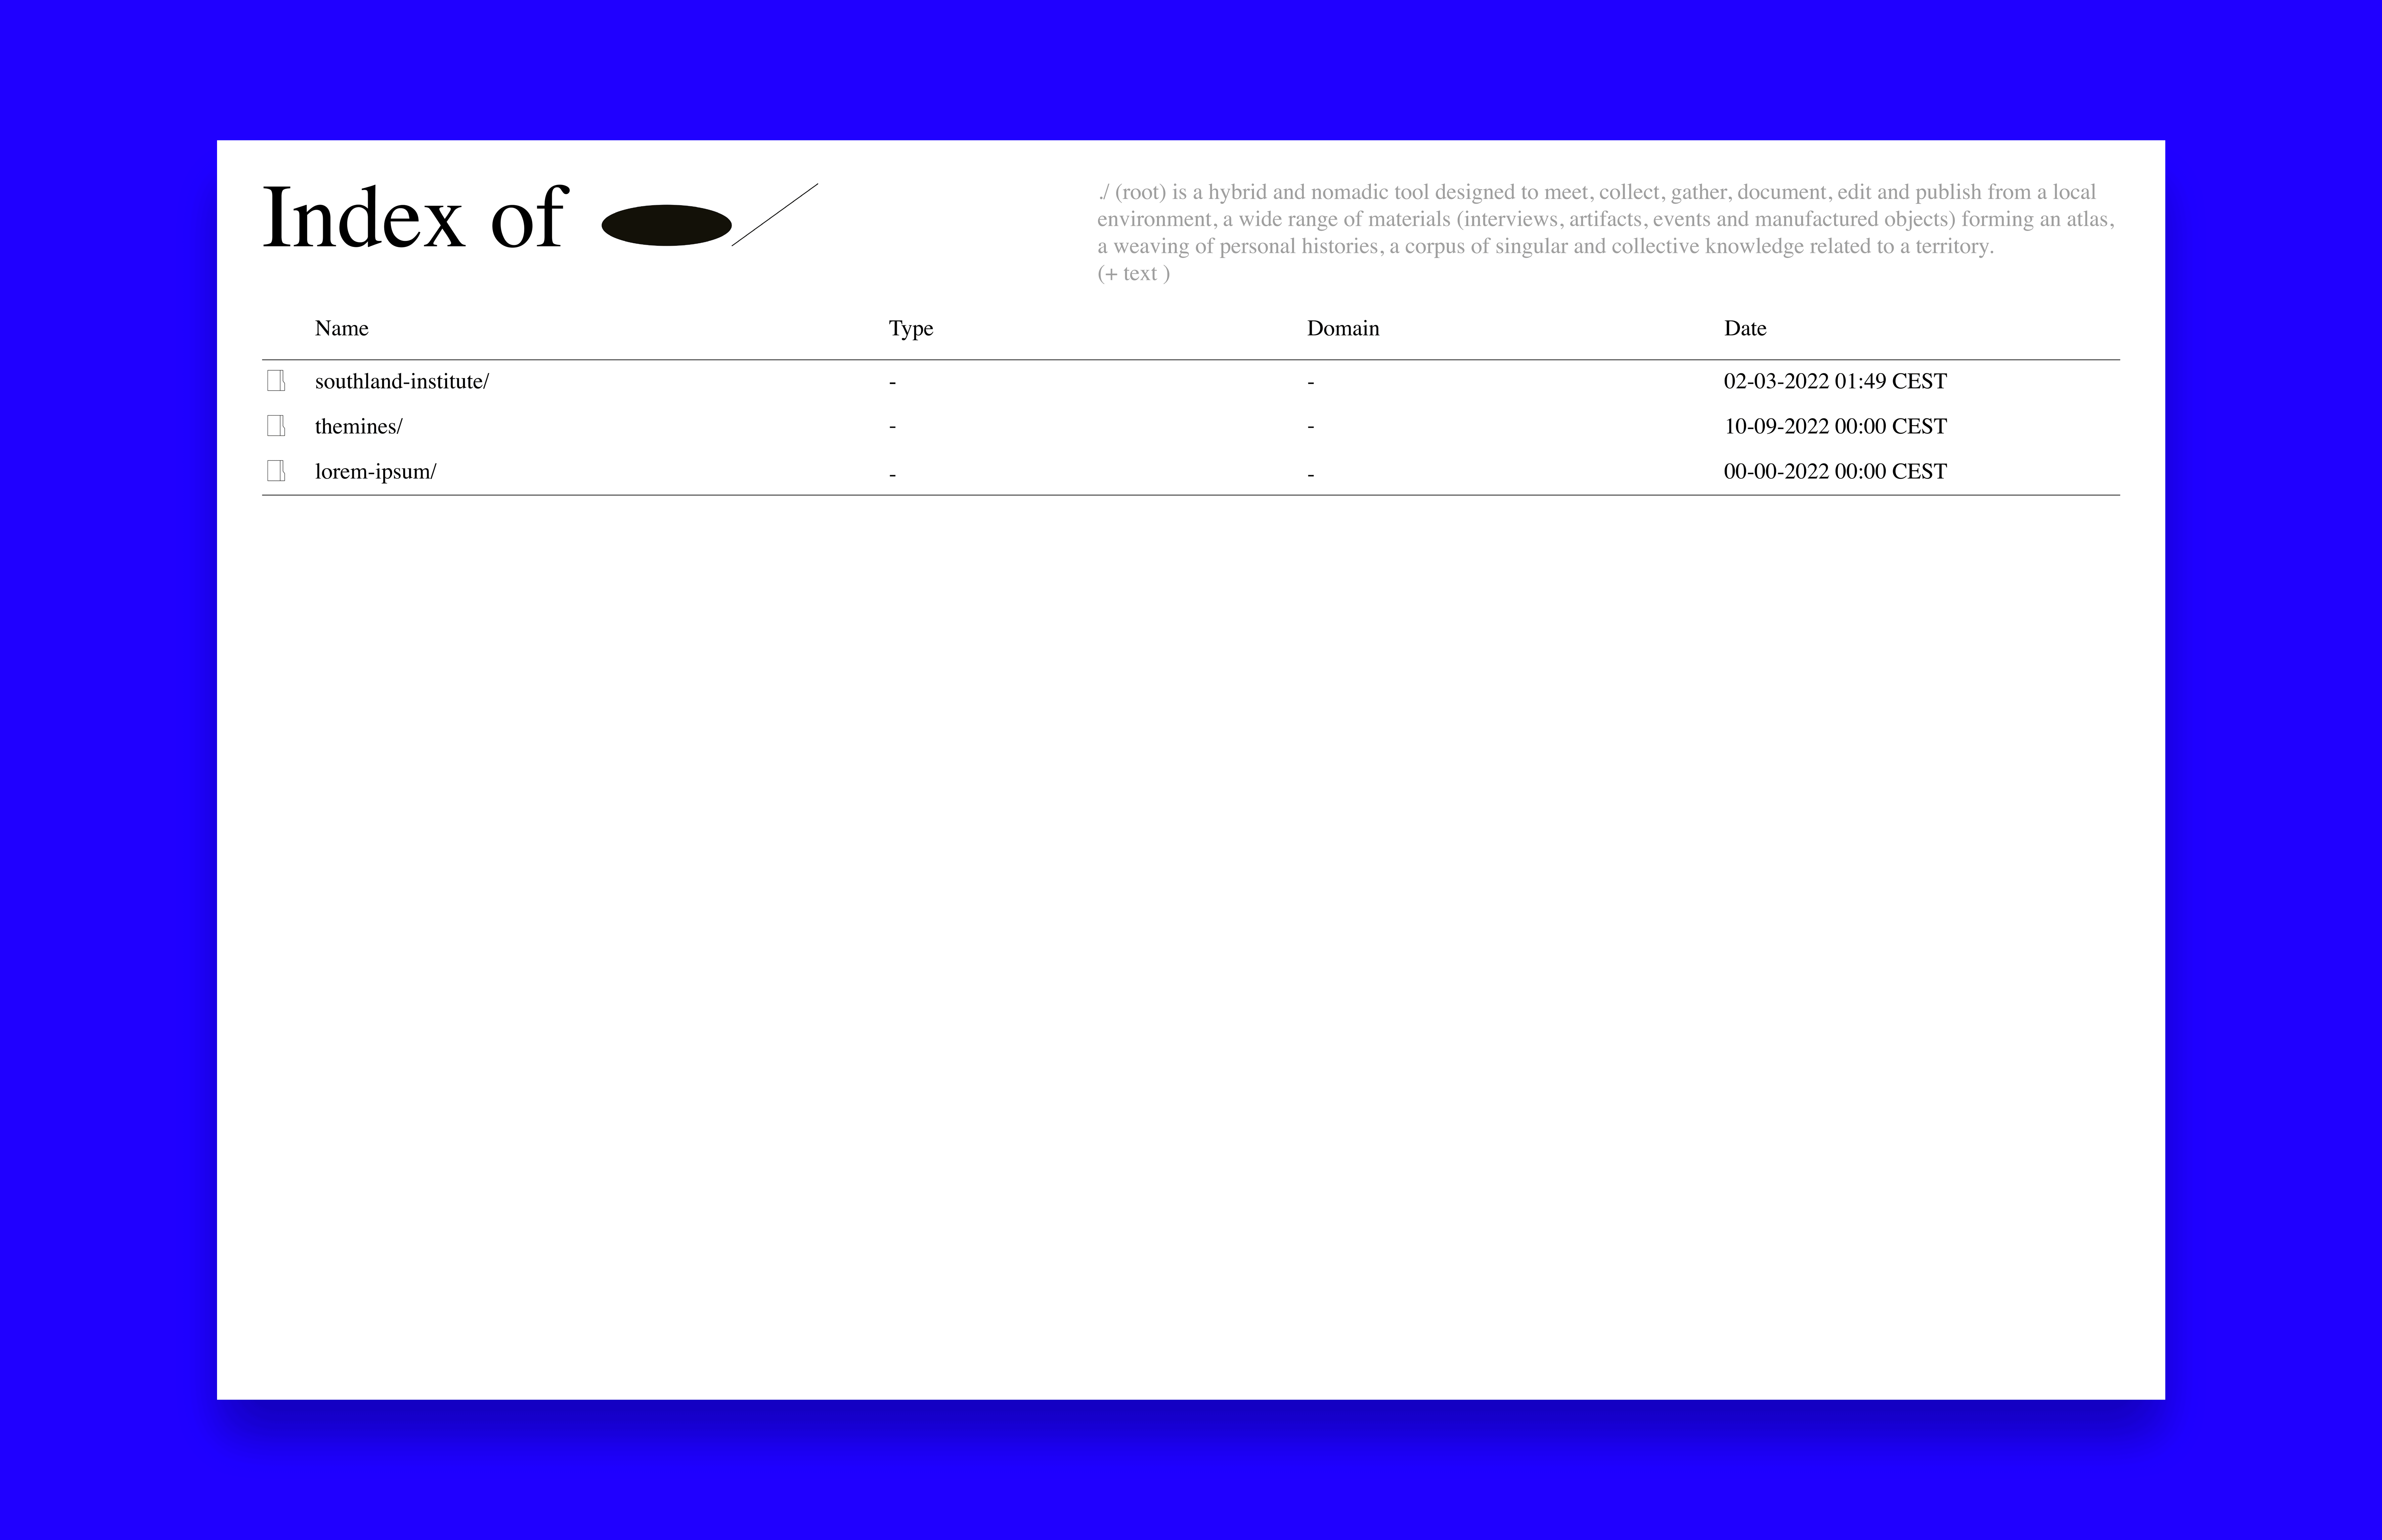 Index of
./ (root) is a hybrid and nomadic tool designed to meet, collect, gather, document, edit and publish from a local
environment, a wide range of materials (interviews, artifacts, events and manufactured objects) forming an atlas,
a weaving of personal histories, a corpus of singular and collective knowledge related to a territory.
(+ text )
Name Type Domain Date
southland-institute/ - - 02-03-2022 01:49 CEST
themines/ - - 10-09-2022 00:00 CEST
lorem-ipsum/ - - 00-00-2022 00:00 CEST